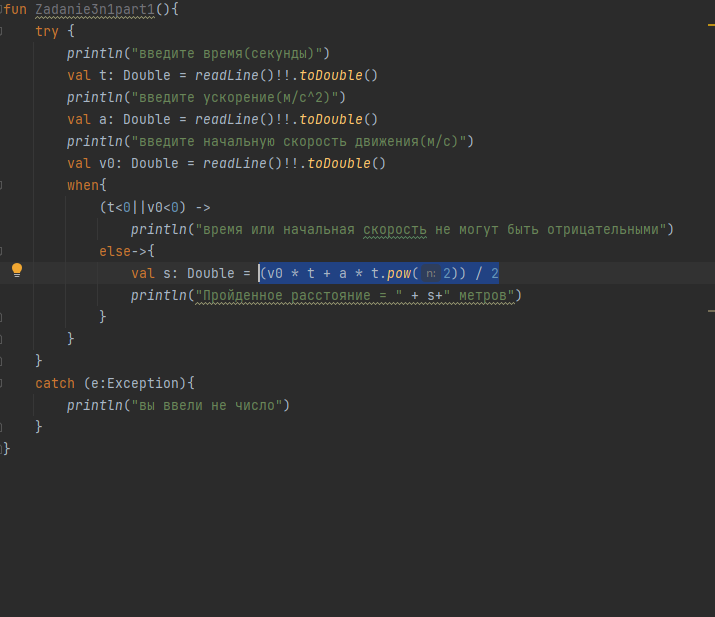 fun Zadanie3n1part1(){
try {
println("введите время(секунды)")
val t: Double = readLine()!!.toDouble()
println("введите ускорение(м/с^2)")
val a: Double = readLine()!!.toDouble()
println("введите начальную скорость движения(м/с)")
val v0: Double = readLine()!!.toDouble()
when{
(t<0||v0<0) ->
println("время или начальная скорость не могут быть отрицательными")
else->{
val s: Double = (v0 * t + a * t.pow( n: 2)) / 2
println("Пройденное расстояние = " + s+" метров")
}
}
}
catch (e:Exception){
println("вы ввели не число")
}
}